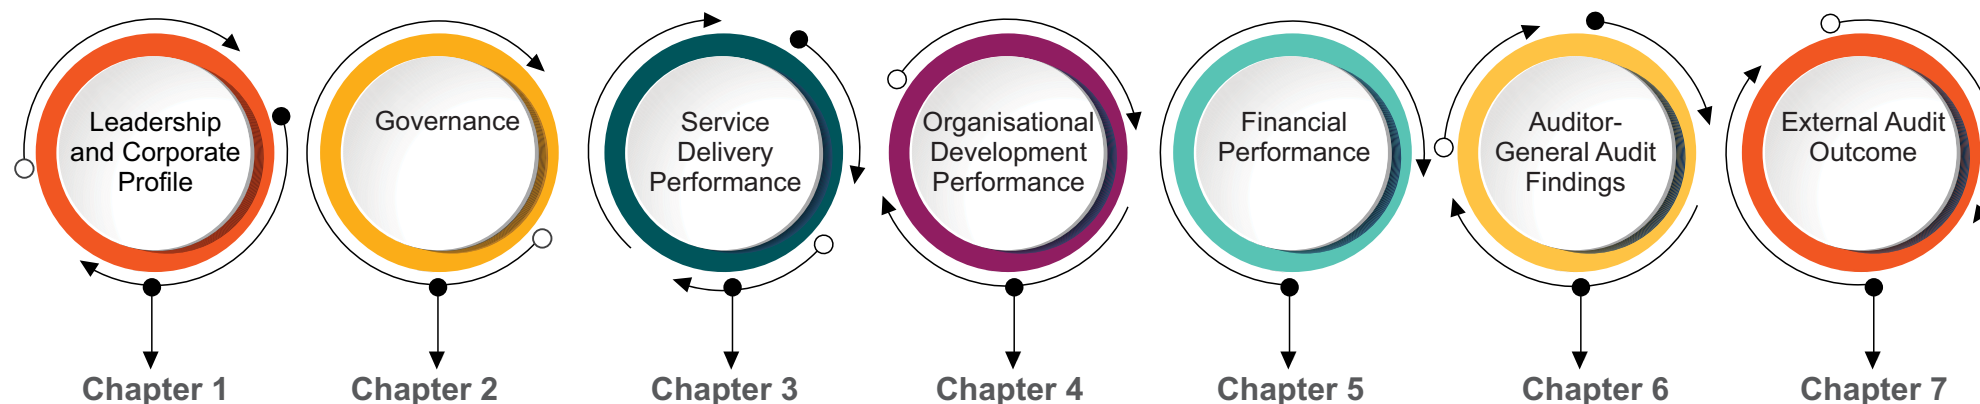 Leadership
and Corporate
Profile
Governance
Service
Delivery
Performance
Organisational
Development
Performance
Financial
Performance
Auditor-
General Audit
Findings
External Audit
Outcome
Chapter 1
Chapter 2
Chapter 3
Chapter 4
Chapter 5
Chapter 6
Chapter 7